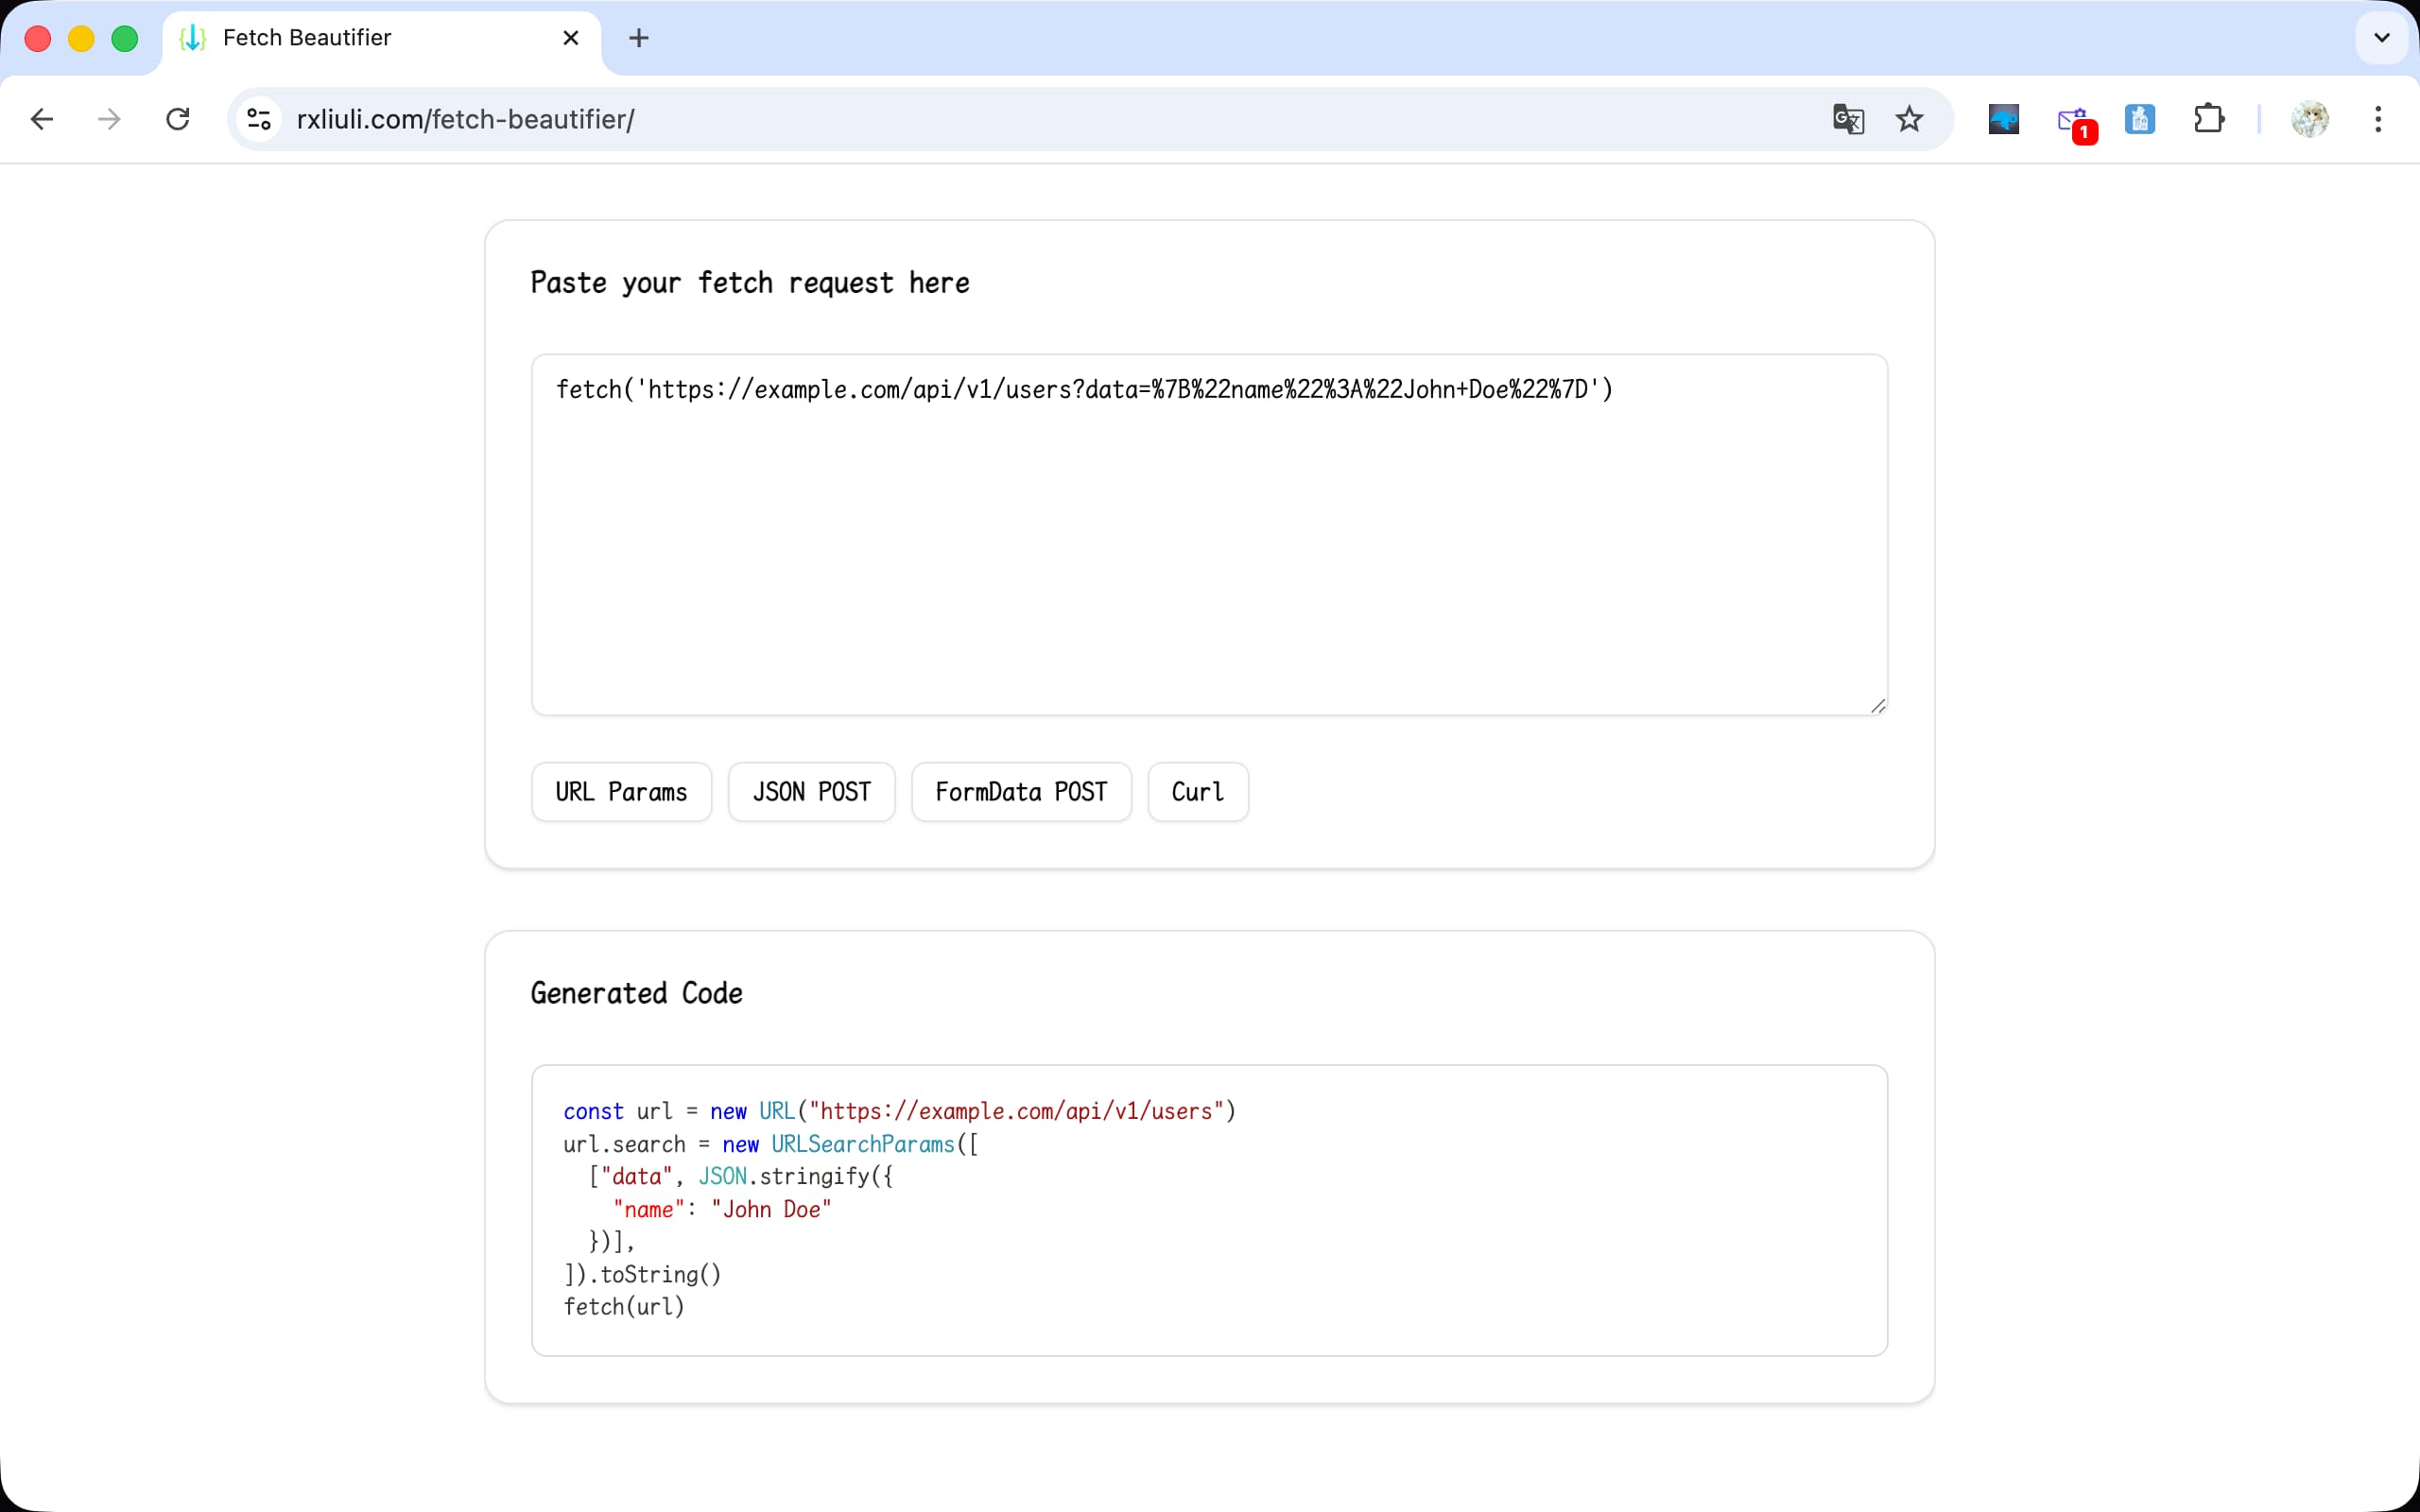 Fetch Beautifier
rxliuli.com/fetch-beautifier/
1
Paste your fetch request here
fetch('https://example.com/api/v1/users?data=%7B%22name%22%3A%22John+Doe%22%7D')
URL Params
JSON POST
FormData POST
Curl
Generated Code
const url = new URL("https://example.com/api/v1/users")
url.search = new URLSearchParams([
  ["data", JSON.stringify({
    "name": "John Doe"
  })],
]).toString()
fetch(url)